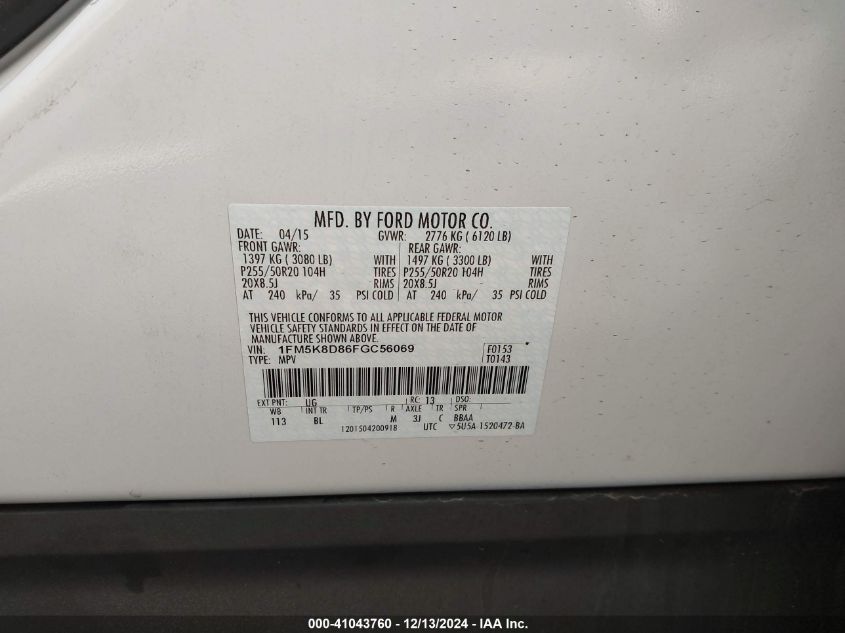 MFD. BY FORD MOTOR CO.
DATE: 04/15 GVWR: 2776 KG ( 6120 LB)
FRONT GAWR: REAR GAWR:
1397 KG ( 3080 LB) WITH 1497 KG ( 3300 LB) WITH
P255/50R20 104H TIRES P255/50R20 104H TIRES
20X8.5J RIMS 20X8.5J RIMS
AT 240 kPa/ 35 PSI COLD AT 240 kPa/ 35 PSI COLD
THIS VEHICLE CONFORMS TO ALL APPLICABLE FEDERAL MOTOR
VEHICLE SAFETY STANDARDS IN EFFECT ON THE DATE OF
MANUFACTURE SHOWN ABOVE.
VIN: 1FM5K8D86FGC56069 F0153
TYPE: MPV T0143
EXT PNT: UG RC: 13 DSO:
WB INT TR TP/PS R AXLE TR SPR
113 BL M 3J C BBAA
1201504200918 UTC ▽5U5A-1520472-BA
000-41043760 - 12/13/2024 - IAA Inc.